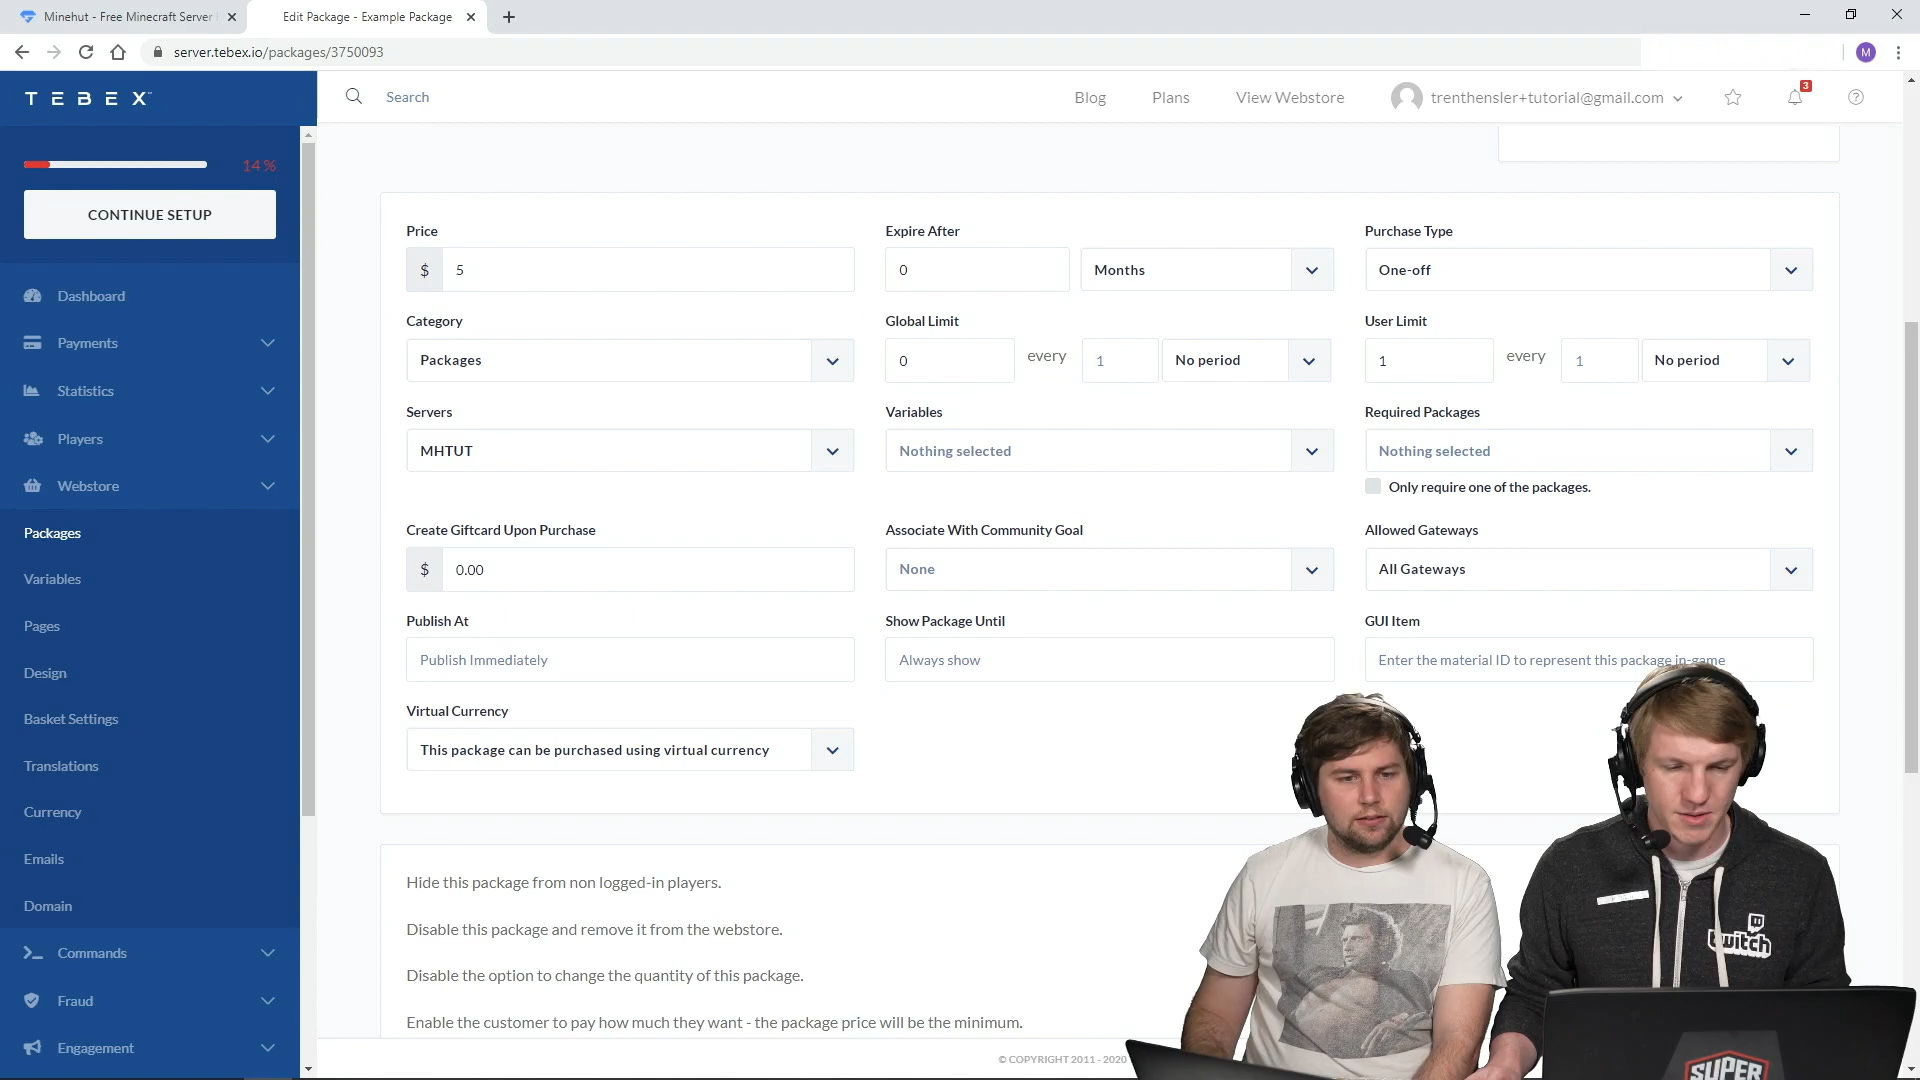 Minehut - Free Minecraft Server
Edit Package - Example Package
server.tebex.io/packages/3750093
M
TEBEX
Search
Blog
Plans
View Webstore
trenthensler+tutorial@gmail.com
3
14 %
CONTINUE SETUP
Dashboard
Payments
Statistics
Players
Webstore
Packages
Variables
Pages
Design
Basket Settings
Translations
Currency
Emails
Domain
Commands
Fraud
Engagement
Price
Expire After
Purchase Type
$ 5
0
Months
One-off
Category
Global Limit
User Limit
Packages
0 every 1 No period
1 every 1 No period
Servers
Variables
Required Packages
MHTUT
Nothing selected
Nothing selected
Only require one of the packages.
Create Giftcard Upon Purchase
Associate With Community Goal
Allowed Gateways
$ 0.00
None
All Gateways
Publish At
Show Package Until
GUI Item
Publish Immediately
Always show
Enter the material ID to represent this package in-game
Virtual Currency
This package can be purchased using virtual currency
Hide this package from non logged-in players.
Disable this package and remove it from the webstore.
Disable the option to change the quantity of this package.
Enable the customer to pay how much they want - the package price will be the minimum.
© COPYRIGHT 2011 - 2020
twitch
SUPER